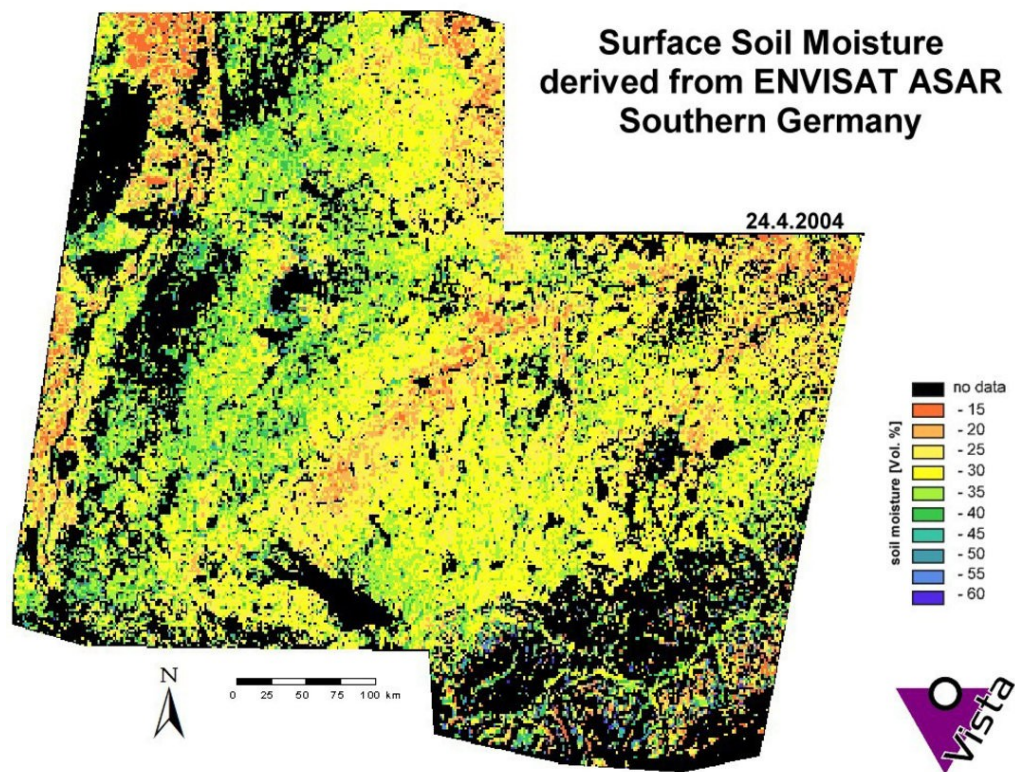 Surface Soil Moisture
derived from ENVISAT ASAR
Southern Germany
24.4.2004
soil moisture [Vol. %]
no data
- 15
- 20
- 25
- 30
- 35
- 40
- 45
- 50
- 55
- 60
N
0 25 50 75 100 km
Vista